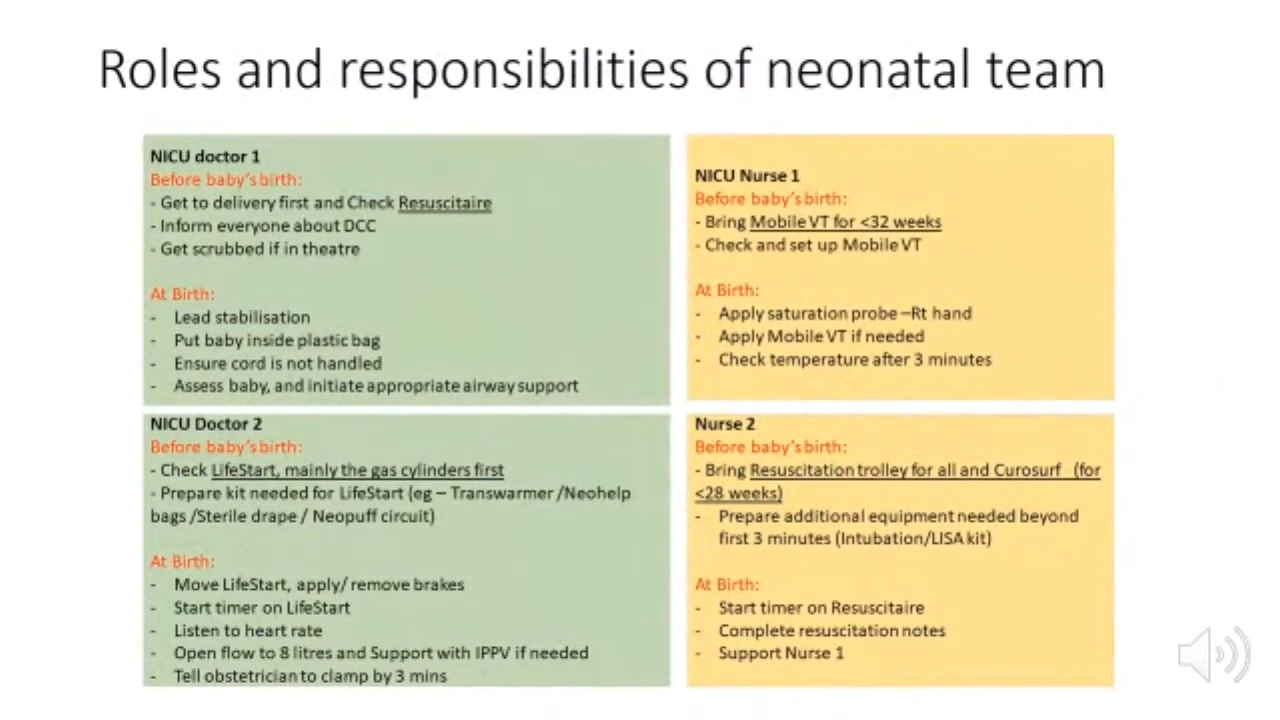 Roles and responsibilities of neonatal team
NICU doctor 1
Before baby's birth:
- Get to delivery first and Check Resuscitaire
- Inform everyone about DCC
- Get scrubbed if in theatre
At Birth:
- Lead stabilisation
- Put baby inside plastic bag
- Ensure cord is not handled
- Assess baby, and initiate appropriate airway support
NICU Nurse 1
Before baby's birth:
- Bring Mobile VT for <32 weeks
- Check and set up Mobile VT
At Birth:
- Apply saturation probe –Rt hand
- Apply Mobile VT if needed
- Check temperature after 3 minutes
NICU Doctor 2
Before baby's birth:
- Check LifeStart, mainly the gas cylinders first
- Prepare kit needed for LifeStart (eg – Transwarmer /Neohelp
bags /Sterile drape / Neopuff circuit)
At Birth:
- Move LifeStart, apply/ remove brakes
- Start timer on LifeStart
- Listen to heart rate
- Open flow to 8 litres and Support with IPPV if needed
- Tell obstetrician to clamp by 3 mins
Nurse 2
Before baby's birth:
- Bring Resuscitation trolley for all and Curosurf (for
<28 weeks)
- Prepare additional equipment needed beyond
first 3 minutes (Intubation/LISA kit)
At Birth:
- Start timer on Resuscitaire
- Complete resuscitation notes
- Support Nurse 1